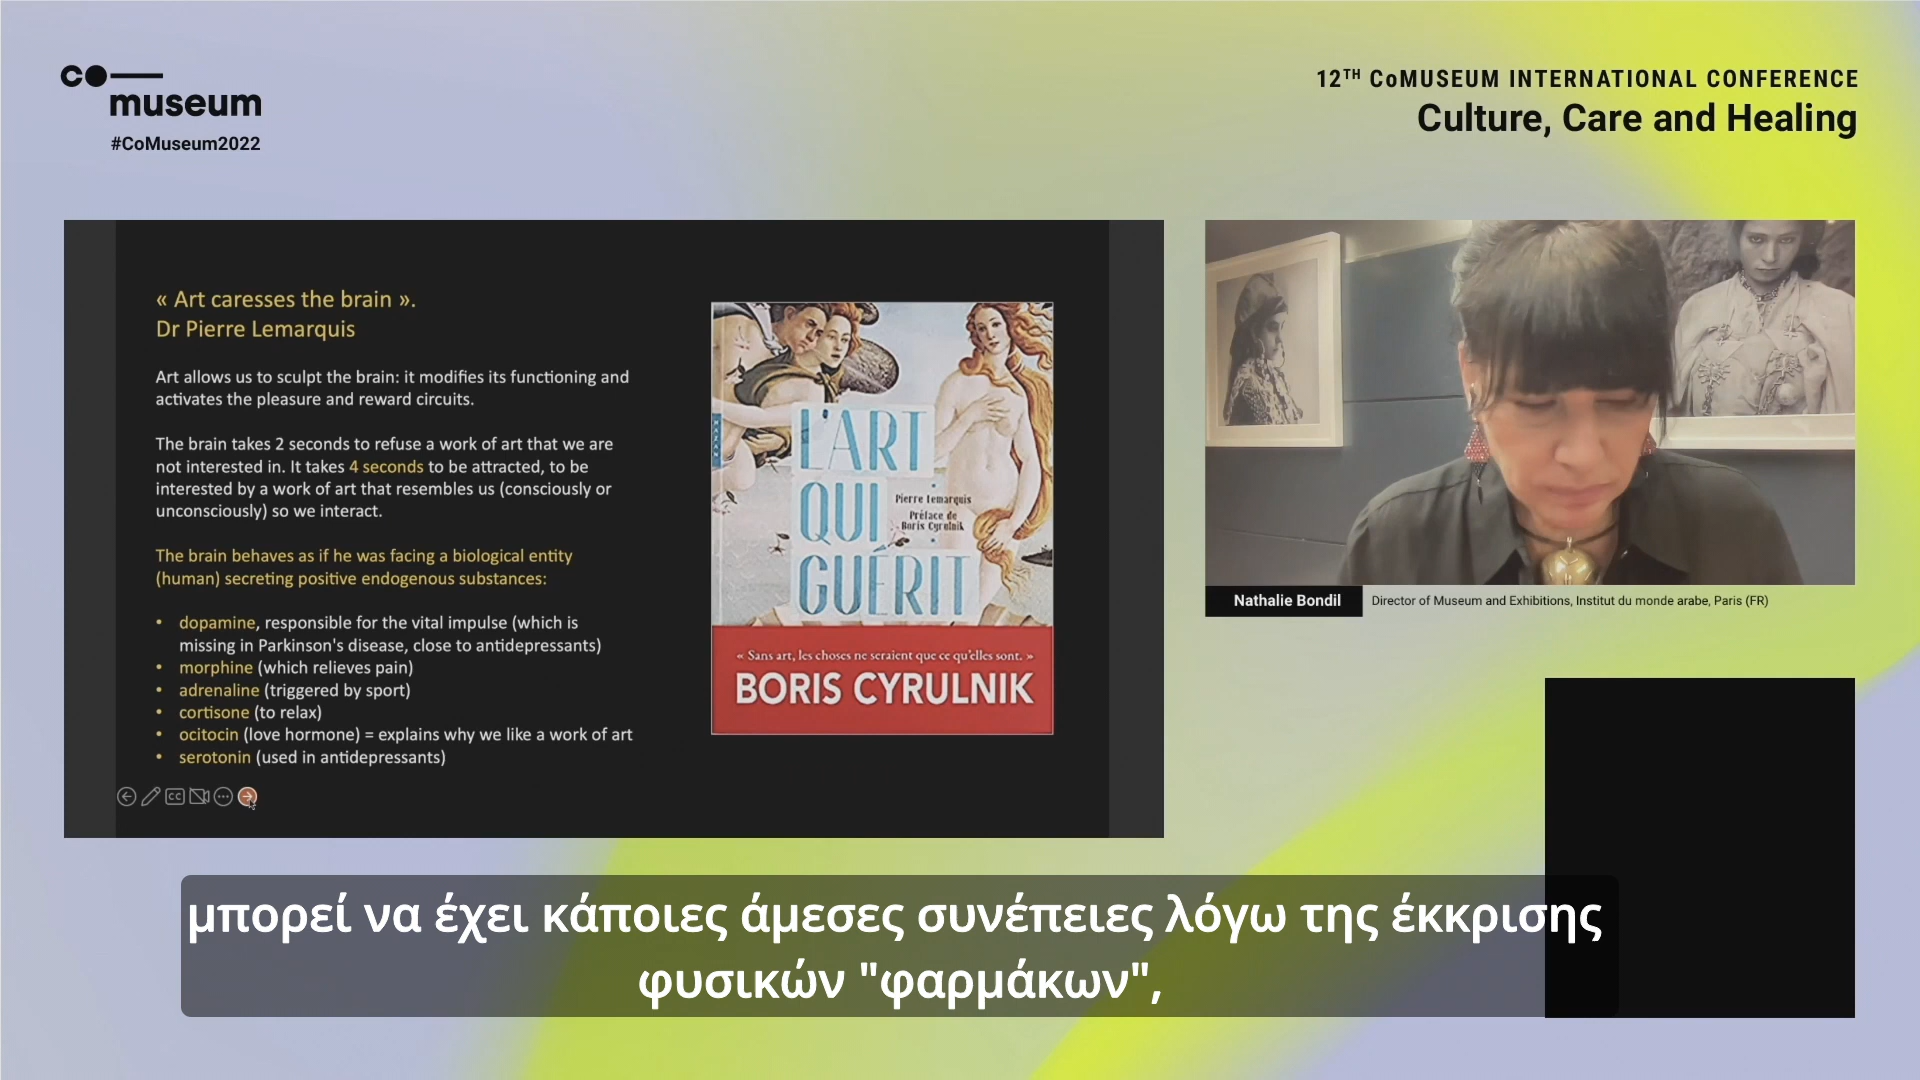 co museum
#CoMuseum2022
12TH CoMUSEUM INTERNATIONAL CONFERENCE
Culture, Care and Healing
« Art caresses the brain ».
Dr Pierre Lemarquis
Art allows us to sculpt the brain: it modifies its functioning and
activates the pleasure and reward circuits.
The brain takes 2 seconds to refuse a work of art that we are
not interested in. It takes 4 seconds to be attracted, to be
interested by a work of art that resembles us (consciously or
unconsciously) so we interact.
The brain behaves as if he was facing a biological entity
(human) secreting positive endogenous substances:
• dopamine, responsible for the vital impulse (which is
missing in Parkinson's disease, close to antidepressants)
• morphine (which relieves pain)
• adrenaline (triggered by sport)
• cortisone (to relax)
• ocitocin (love hormone) = explains why we like a work of art
• serotonin (used in antidepressants)
CC
HAZAN
L'ART
QUI
GUÉRIT
Pierre Lemarquis
Préface de
Boris Cyrulnik
« Sans art, les choses ne seraient que ce qu'elles sont. »
BORIS CYRULNIK
Nathalie Bondil
Director of Museum and Exhibitions, Institut du monde arabe, Paris (FR)
μπορεί να έχει κάποιες άμεσες συνέπειες λόγω της έκκρισης
φυσικών "φαρμάκων",